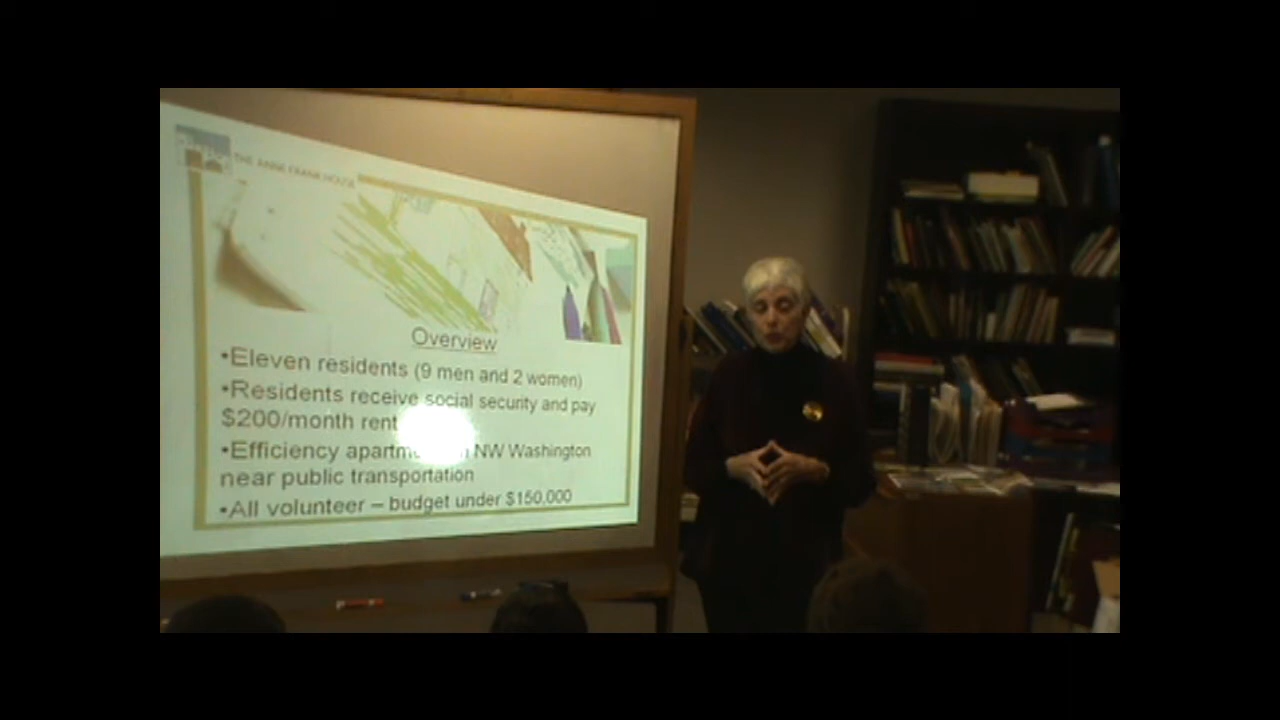 THE ANNE FRANK HOUSE
Overview
•Eleven residents (9 men and 2 women)
•Residents receive social security and pay
$200/month rent
•Efficiency NW Washington
near public transportation
•All volunteer – budget under $150,000